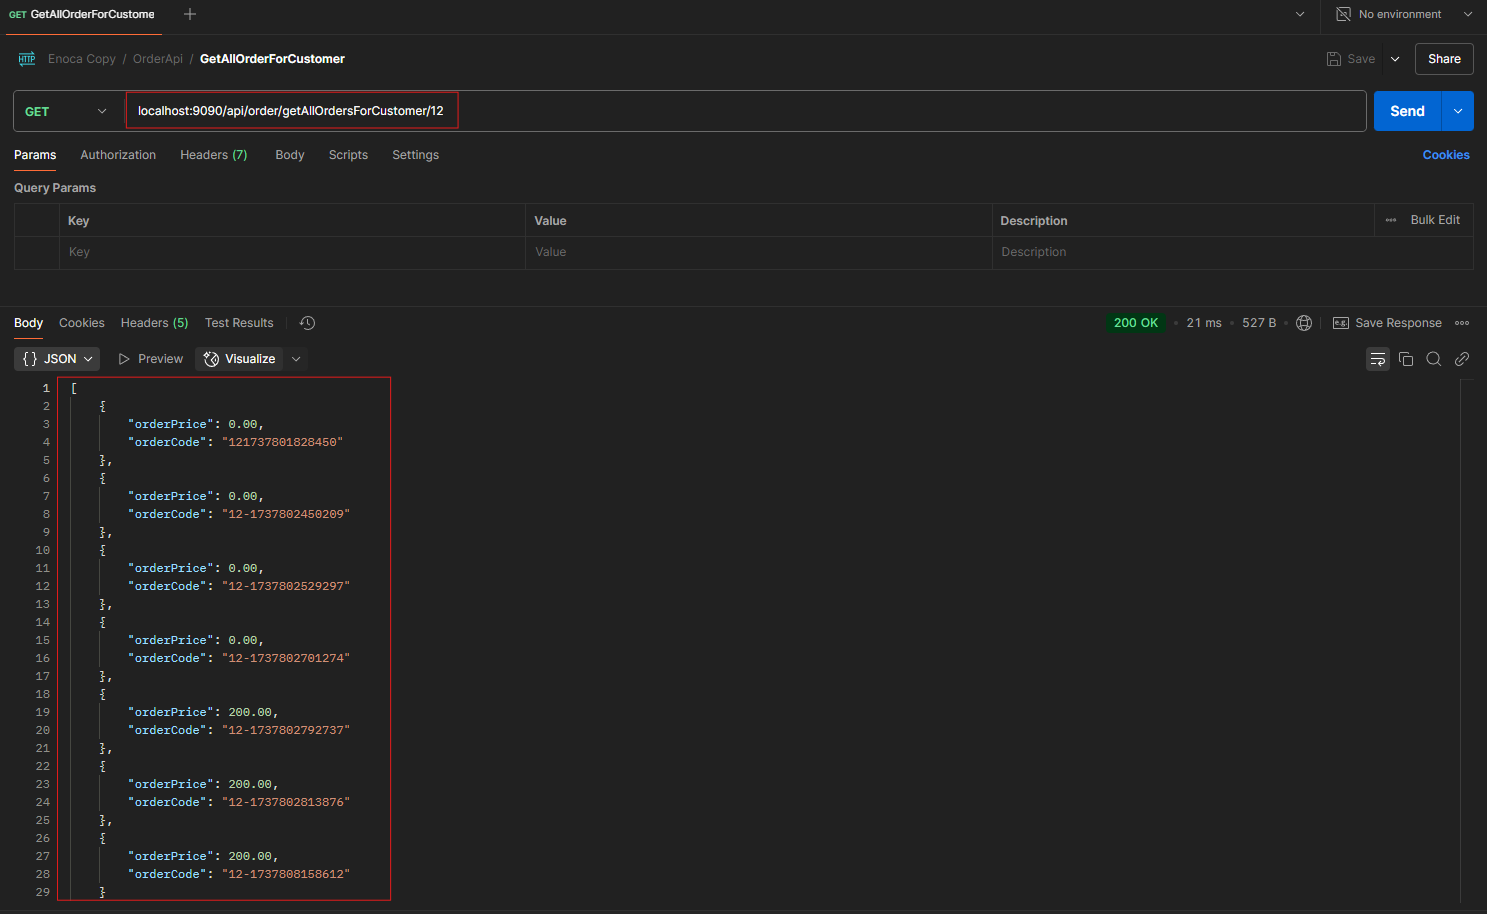 GET GetAllOrderForCustome
No environment
HTTP Enoca Copy / OrderApi / GetAllOrderForCustomer
Save Share
GET localhost:9090/api/order/getAllOrdersForCustomer/12 Send
Params Authorization Headers (7) Body Scripts Settings Cookies
Query Params
Key Value Description Bulk Edit
Key Value Description
Body Cookies Headers (5) Test Results 200 OK 21 ms 527 B e.g. Save Response
{} JSON Preview Visualize
1 [
2 {
3 "orderPrice": 0.00,
4 "orderCode": "121737801828450"
5 },
6 {
7 "orderPrice": 0.00,
8 "orderCode": "12-1737802450209"
9 },
10 {
11 "orderPrice": 0.00,
12 "orderCode": "12-1737802529297"
13 },
14 {
15 "orderPrice": 0.00,
16 "orderCode": "12-1737802701274"
17 },
18 {
19 "orderPrice": 200.00,
20 "orderCode": "12-1737802792737"
21 },
22 {
23 "orderPrice": 200.00,
24 "orderCode": "12-1737802813876"
25 },
26 {
27 "orderPrice": 200.00,
28 "orderCode": "12-1737808158612"
29 }